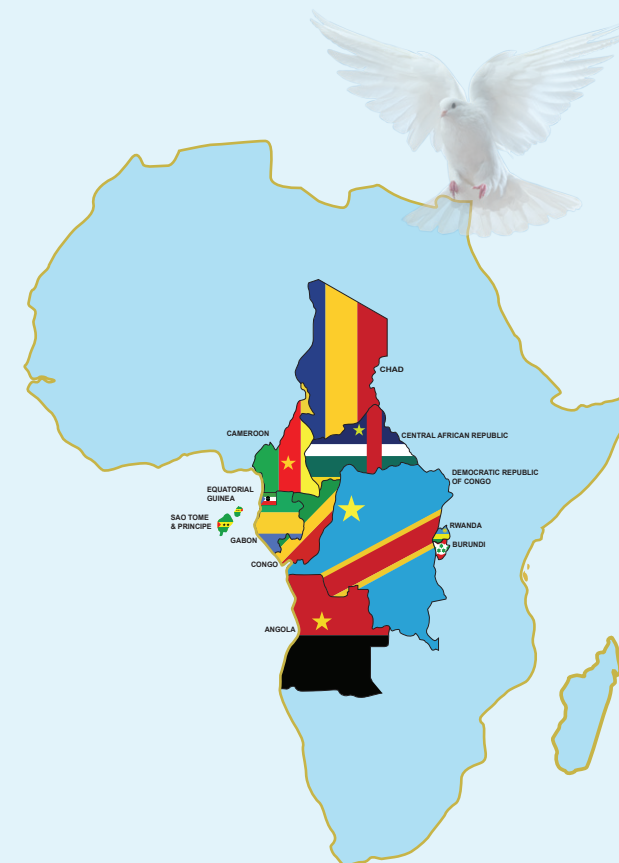 CHAD
CAMEROON
CENTRAL AFRICAN REPUBLIC
DEMOCRATIC REPUBLIC
OF CONGO
EQUATORIAL
GUINEA
SAO TOME
& PRINCIPE
RWANDA
GABON
BURUNDI
CONGO
ANGOLA